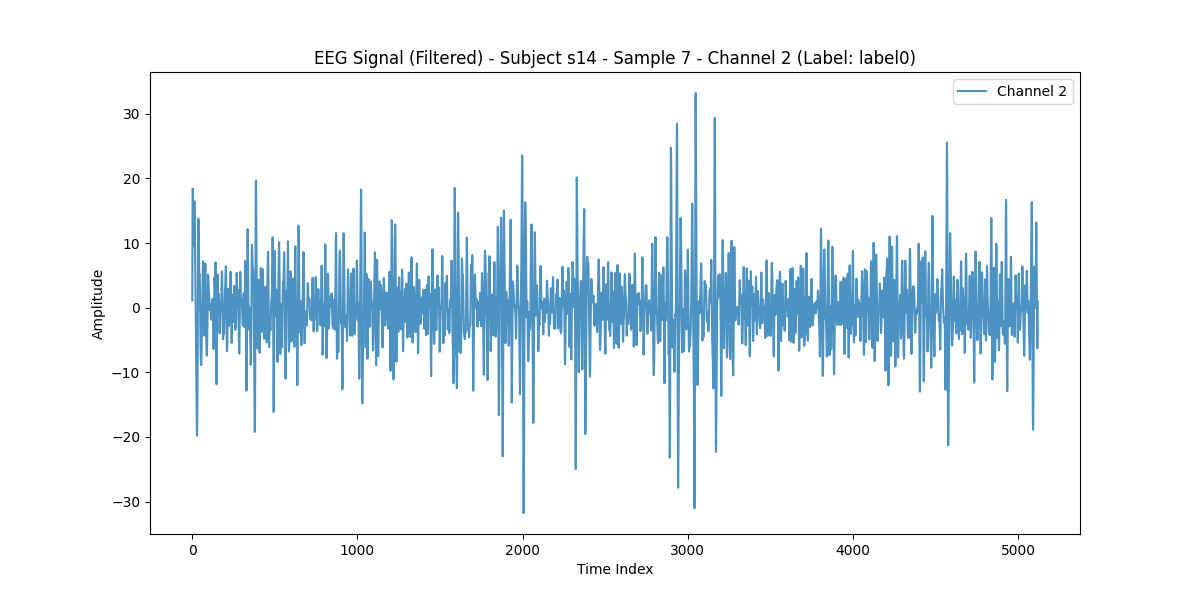 EEG Signal (Filtered) - Subject s14 - Sample 7 - Channel 2 (Label: label0)
Channel 2
Amplitude
30
20
10
0
−10
−20
−30
0 1000 2000 3000 4000 5000
Time Index